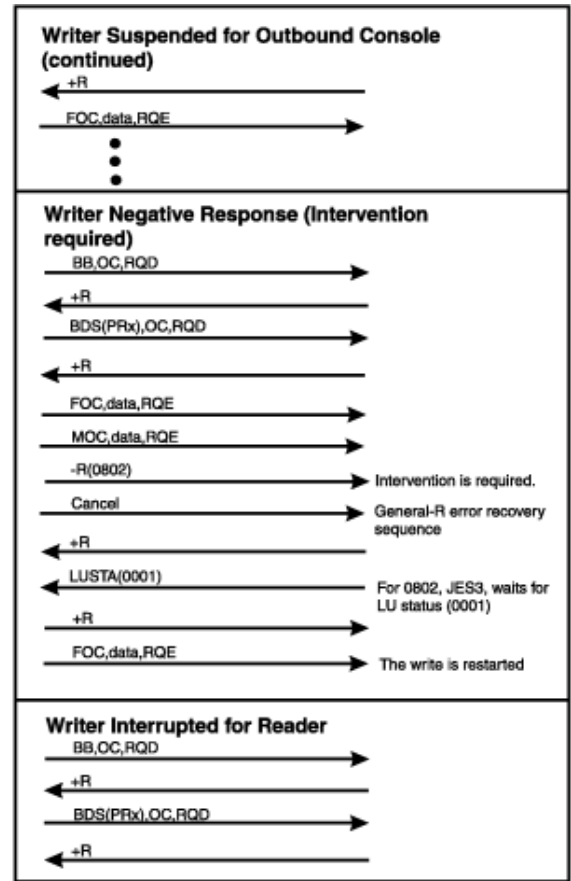 Writer Suspended for Outbound Console
(continued)
+R
FOC,data,RQE
Writer Negative Response (Intervention
required)
BB,OC,RQD
+R
BDS(PRx),OC,RQD
+R
FOC,data,RQE
MOC,data,RQE
-R(0802)
Intervention is required.
Cancel
General-R error recovery
sequence
+R
LUSTA(0001)
For 0802, JES3, waits for
LU status (0001)
+R
FOC,data,RQE
The write is restarted
Writer Interrupted for Reader
BB,OC,RQD
+R
BDS(PRx),OC,RQD
+R